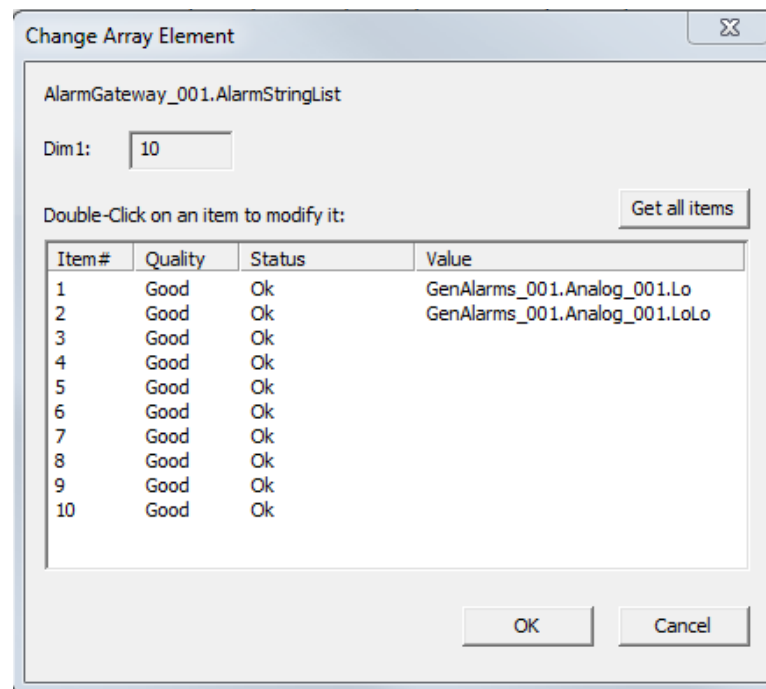 Change Array Element
AlarmGateway_001.AlarmStringList
Dim1: 10
Double-Click on an item to modify it: Get all items
Item# Quality Status Value
1 Good Ok GenAlarms_001.Analog_001.Lo
2 Good Ok GenAlarms_001.Analog_001.LoLo
3 Good Ok
4 Good Ok
5 Good Ok
6 Good Ok
7 Good Ok
8 Good Ok
9 Good Ok
10 Good Ok
OK Cancel